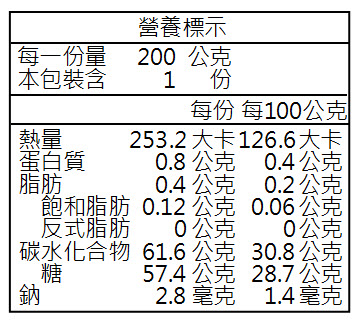 營養標示
每一份量 200 公克
本包裝含 1 份
每份 每100公克
熱量 253.2 大卡 126.6 大卡
蛋白質 0.8 公克 0.4 公克
脂肪 0.4 公克 0.2 公克
飽和脂肪 0.12 公克 0.06 公克
反式脂肪 0 公克 0 公克
碳水化合物 61.6 公克 30.8 公克
糖 57.4 公克 28.7 公克
鈉 2.8 毫克 1.4 毫克